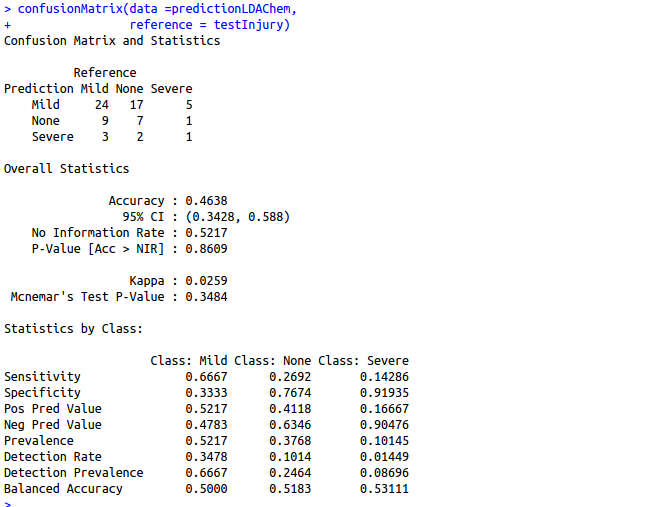 > confusionMatrix(data =predictionLDAChem,
+                 reference = testInjury)
Confusion Matrix and Statistics

          Reference
Prediction Mild None Severe
    Mild     24   17      5
    None      9    7      1
    Severe    3    2      1

Overall Statistics

               Accuracy : 0.4638
                 95% CI : (0.3428, 0.588)
    No Information Rate : 0.5217
    P-Value [Acc > NIR] : 0.8609

                  Kappa : 0.0259
 Mcnemar's Test P-Value : 0.3484

Statistics by Class:

                     Class: Mild Class: None Class: Severe
Sensitivity               0.6667      0.2692       0.14286
Specificity               0.3333      0.7674       0.91935
Pos Pred Value            0.5217      0.4118       0.16667
Neg Pred Value            0.4783      0.6346       0.90476
Prevalence                0.5217      0.3768       0.10145
Detection Rate            0.3478      0.1014       0.01449
Detection Prevalence      0.6667      0.2464       0.08696
Balanced Accuracy         0.5000      0.5183       0.53111
>